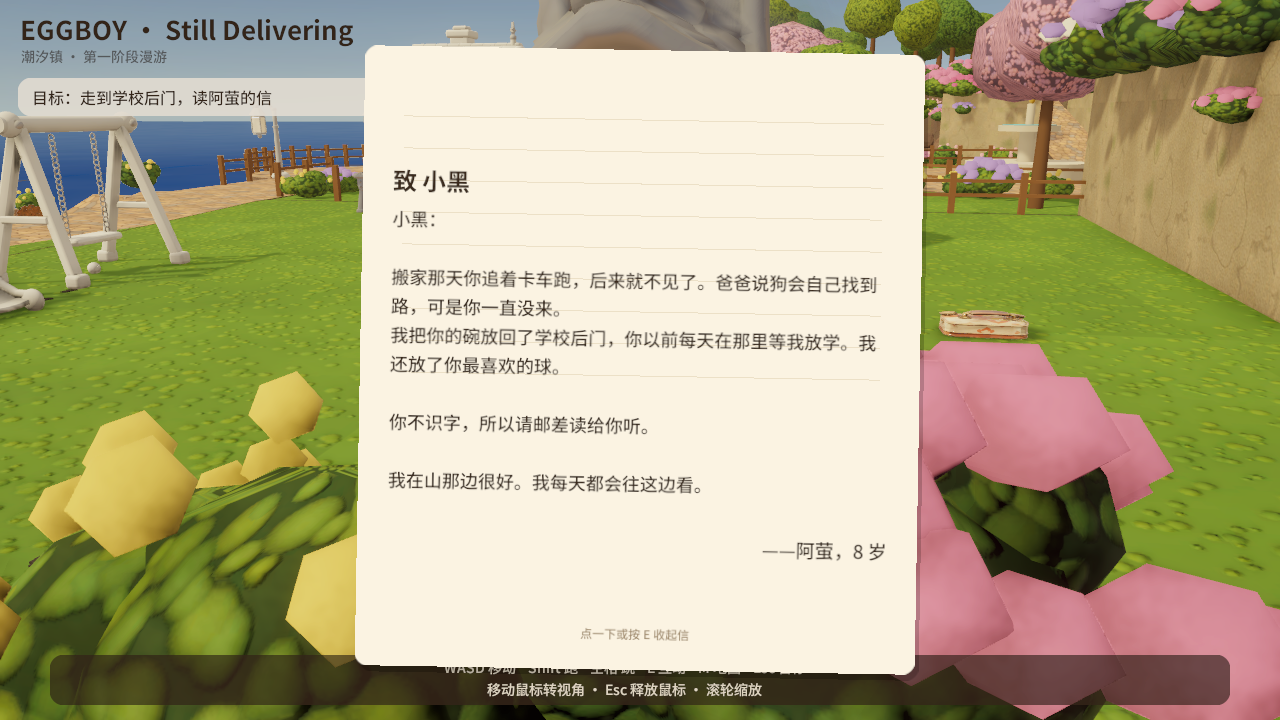 EGGBOY · Still Delivering
潮汐镇 · 第一阶段漫游
目标：走到学校后门，读阿萤的信
致 小黑
小黑：
搬家那天你追着卡车跑，后来就不见了。爸爸说狗会自己找到
路，可是你一直没来。
我把你的碗放回了学校后门，你以前每天在那里等我放学。我
还放了你最喜欢的球。
你不识字，所以请邮差读给你听。
我在山那边很好。我每天都会往这边看。
——阿萤，8 岁
点一下或按 E 收起信
WASD 移动 · Shift 跑
移动鼠标转视角 · Esc 释放鼠标 · 滚轮缩放